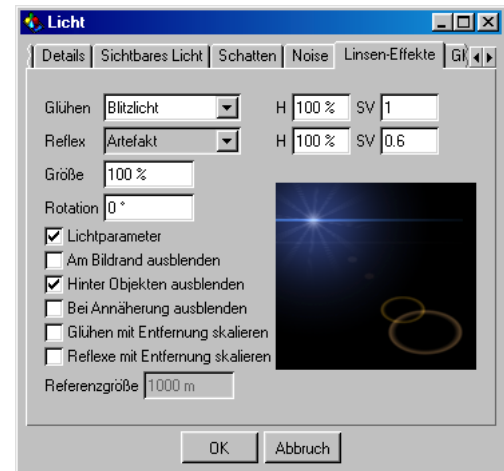 Licht
Details Sichtbares Licht Schatten Noise Linsen-Effekte Gl
Glühen Blitzlicht H 100 % SV 1
Reflex Artefakt H 100 % SV 0.6
Größe 100 %
Rotation 0 °
Lichtparameter
Am Bildrand ausblenden
Hinter Objekten ausblenden
Bei Annäherung ausblenden
Glühen mit Entfernung skalieren
Reflexe mit Entfernung skalieren
Referenzgröße 1000 m
OK Abbruch